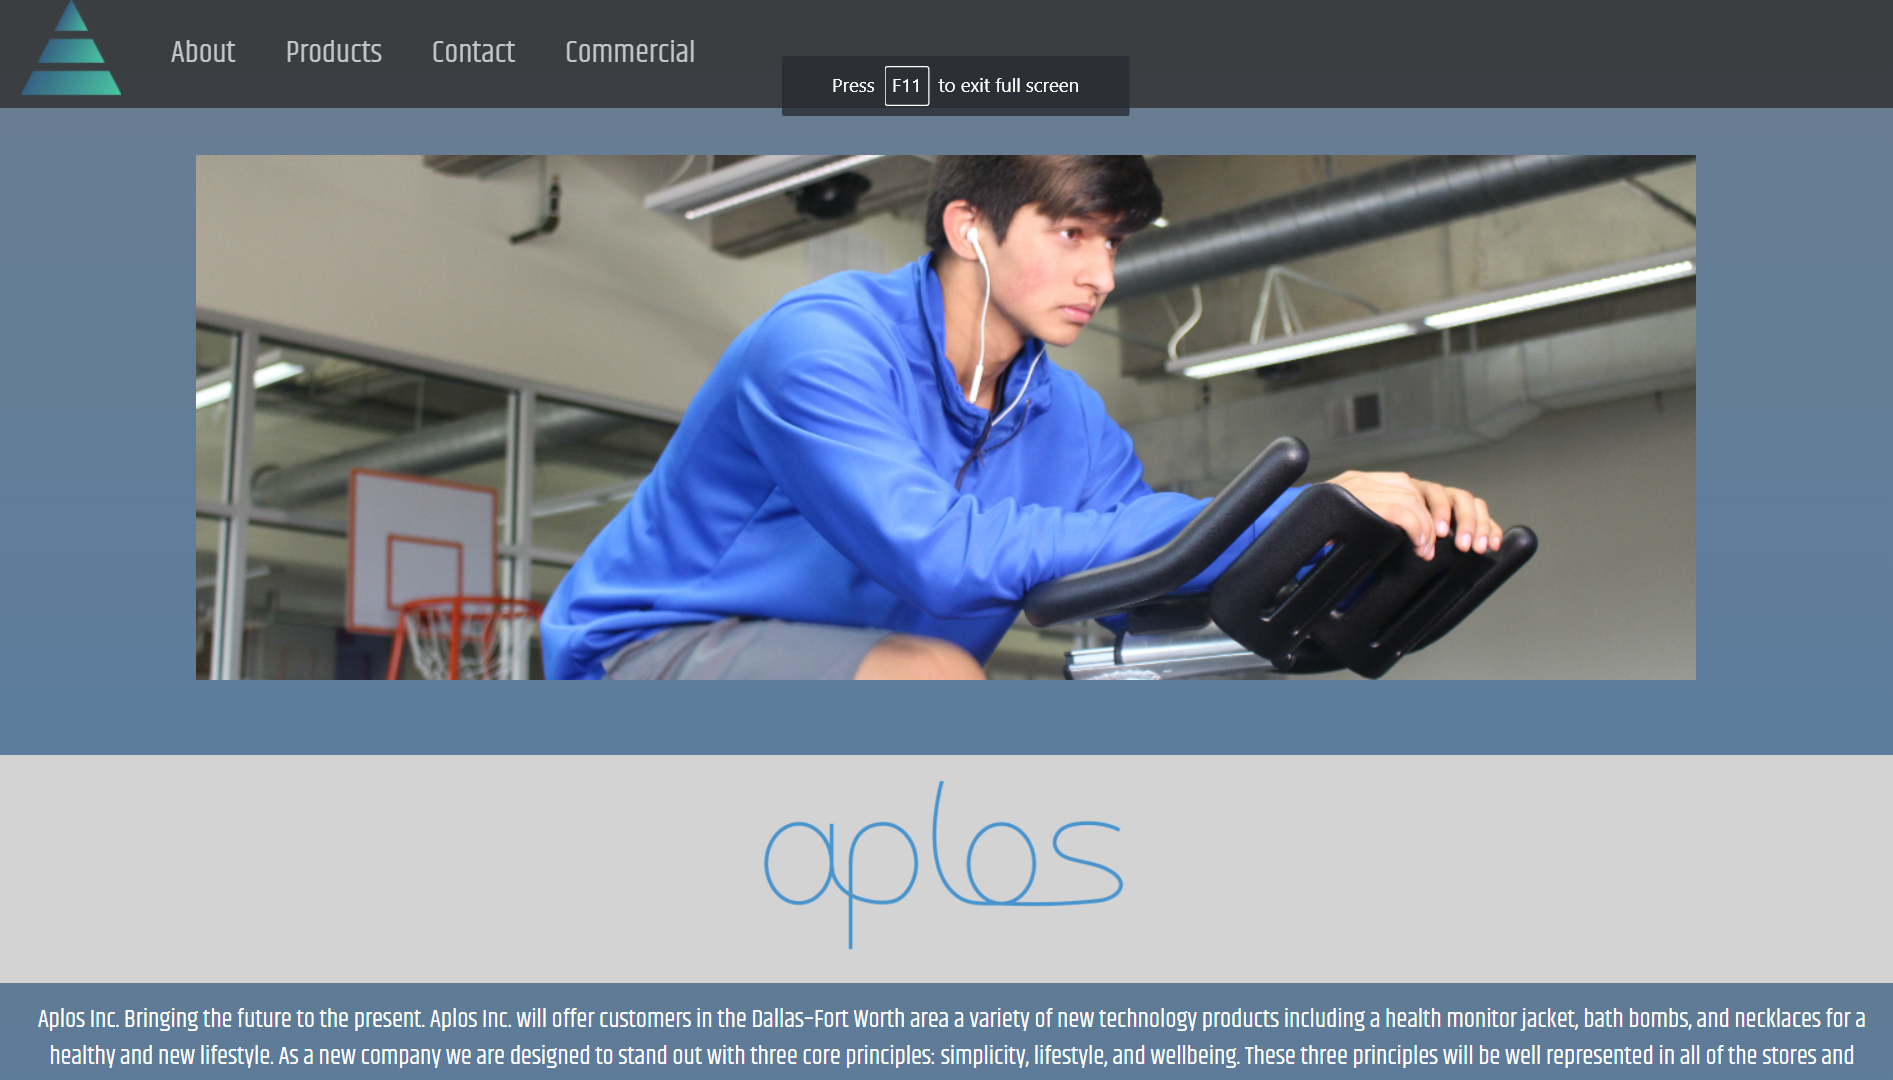 About Products Contact Commercial
Press F11 to exit full screen
aplos
Aplos Inc. Bringing the future to the present. Aplos Inc. will offer customers in the Dallas-Fort Worth area a variety of new technology products including a health monitor jacket, bath bombs, and necklaces for a
healthy and new lifestyle. As a new company we are designed to stand out with three core principles: simplicity, lifestyle, and wellbeing. These three principles will be well represented in all of the stores and